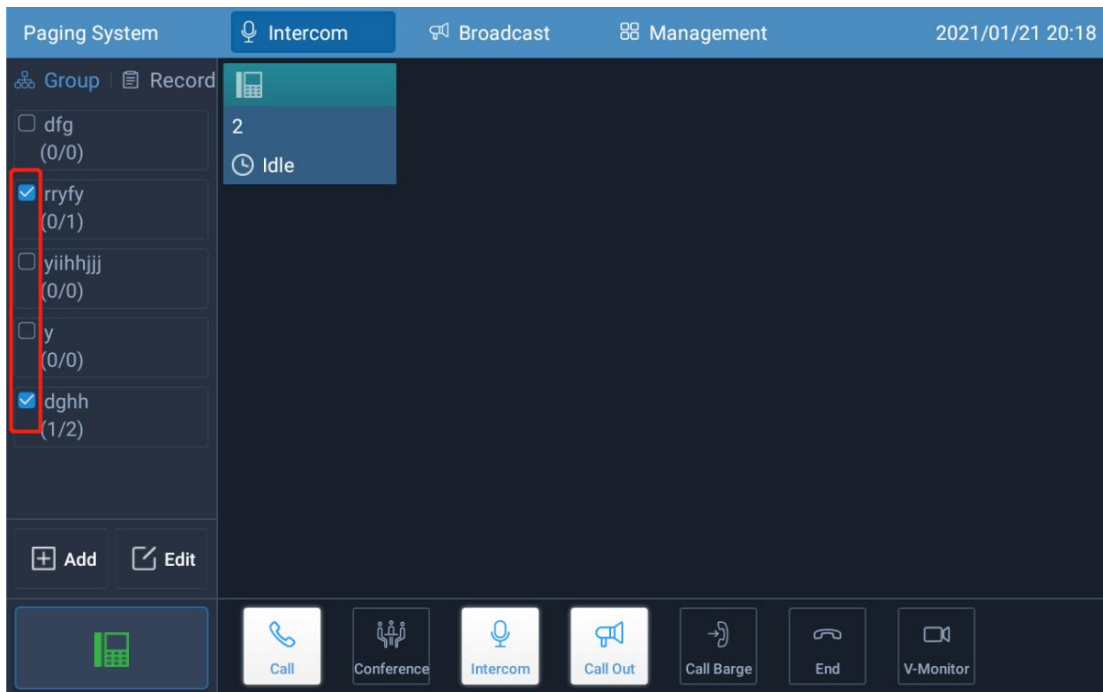 Paging System
Intercom
Broadcast
Management
2021/01/21 20:18
Group
Record
dfg
(0/0)
rryfy
(0/1)
yiihhjjj
(0/0)
y
(0/0)
dghh
(1/2)
Add
Edit
2
Idle
Call
Conference
Intercom
Call Out
Call Barge
End
V-Monitor